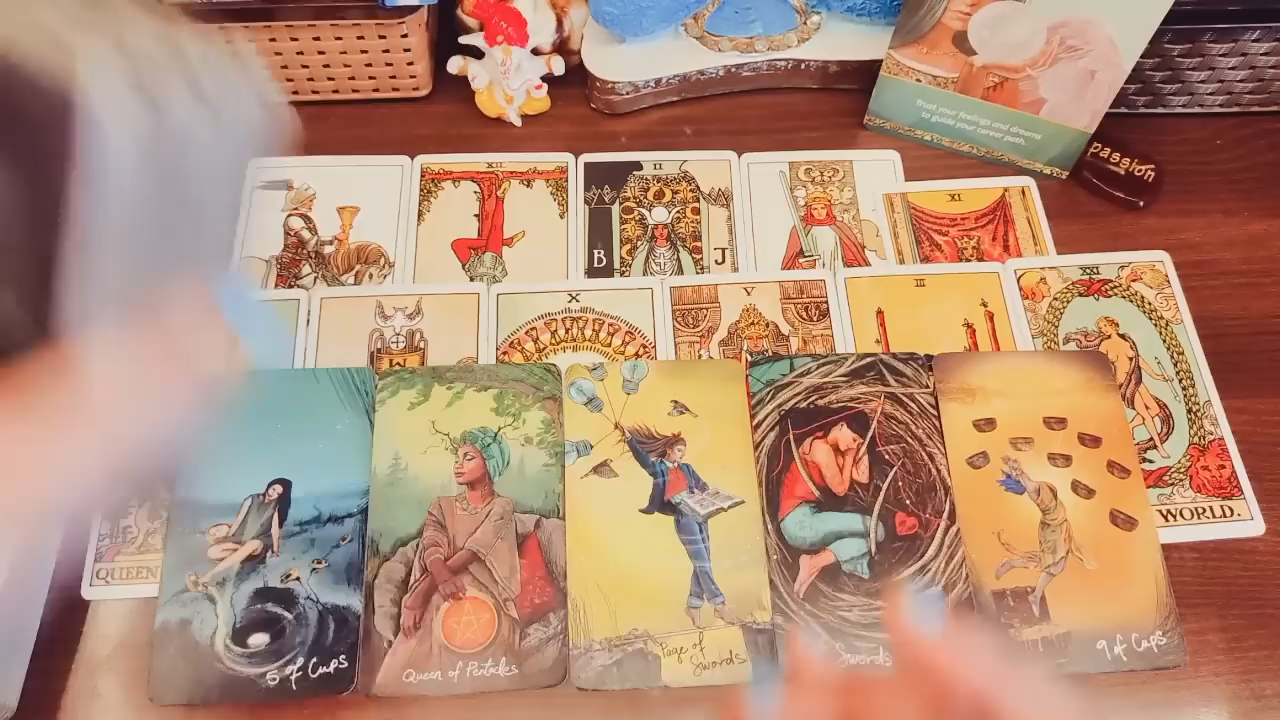 Trust your feelings and dreams
to guide your career path.
passion
XII
II
B
J
XI
X
V
III
XXI
WORLD.
QUEEN
5 of Cups
Queen of Pentacles
Page of
Swords
Swords
9 of Cups